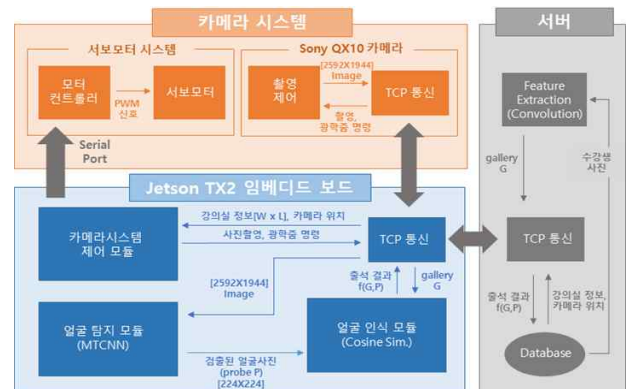 카메라 시스템
서보모터 시스템
모터
컨트롤러
PWM
신호
서보모터
Sony QX10 카메라
촬영
제어
[2592X1944]
Image
촬영,
광학줌 명령
TCP 통신
Serial
Port
Jetson TX2 임베디드 보드
카메라시스템
제어 모듈
강의실 정보[W x L], 카메라 위치
사진촬영, 광학줌 명령
TCP 통신
[2592X1944]
Image
출석 결과
f(G,P)
gallery
G
얼굴 탐지 모듈
(MTCNN)
검출된 얼굴사진
(probe P)
[224X224]
얼굴 인식 모듈
(Cosine Sim.)
서버
Feature
Extraction
(Convolution)
gallery
G
수강생
사진
TCP 통신
출석 결과
f(G,P)
강의실 정보,
카메라 위치
Database